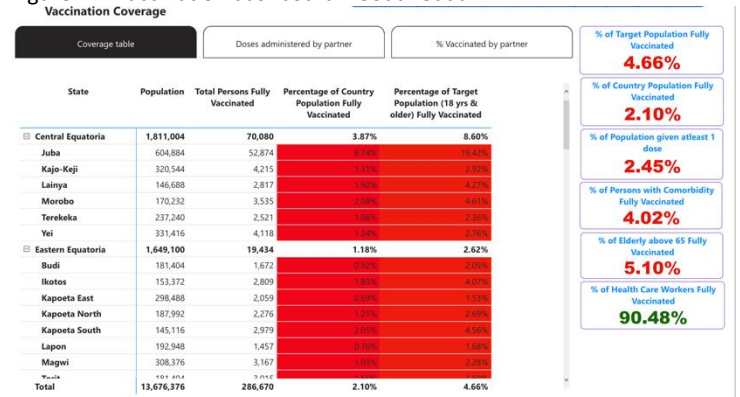 Vaccination Coverage
Coverage table
Doses administered by partner
% Vaccinated by partner
State Population Total Persons Fully Vaccinated Percentage of Country Population Fully Vaccinated Percentage of Target Population (18 yrs & older) Fully Vaccinated
Central Equatoria 1,811,004 70,080 3.87% 8.60%
Juba 604,884 52,874 8.74% 19.42%
Kajo-Keji 320,544 4,215 1.31% 2.92%
Lainya 146,688 2,817 1.92% 4.27%
Morobo 170,232 3,535 2.08% 4.61%
Terekeka 237,240 2,521 1.06% 2.36%
Yei 331,416 4,118 1.24% 2.76%
Eastern Equatoria 1,649,100 19,434 1.18% 2.62%
Budi 181,404 1,672 0.92% 2.05%
Ikotos 153,372 2,809 1.83% 4.07%
Kapoeta East 298,488 2,059 0.69% 1.53%
Kapoeta North 187,992 2,276 1.21% 2.69%
Kapoeta South 145,116 2,979 2.05% 4.56%
Lapon 192,948 1,457 0.76% 1.68%
Magwi 308,376 3,167 1.03% 2.28%
Total 13,676,376 286,670 2.10% 4.66%
% of Target Population Fully
Vaccinated
4.66%
% of Country Population Fully
Vaccinated
2.10%
% of Population given atleast 1
dose
2.45%
% of Persons with Comorbidity
Fully Vaccinated
4.02%
% of Elderly above 65 Fully
Vaccinated
5.10%
% of Health Care Workers Fully
Vaccinated
90.48%